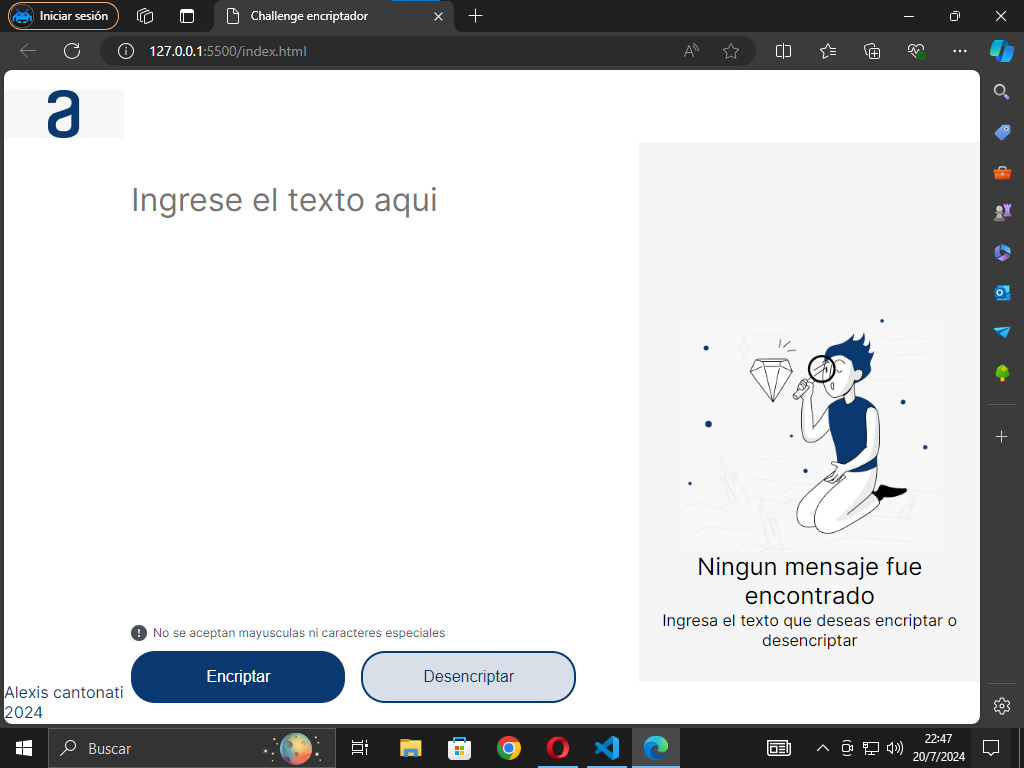 Iniciar sesión
Challenge encriptador
127.0.0.1:5500/index.html
a
Ingrese el texto aqui
Ningun mensaje fue
encontrado
Ingresa el texto que deseas encriptar o
desencriptar
No se aceptan mayusculas ni caracteres especiales
Encriptar
Desencriptar
Alexis cantonati
2024
Buscar
22:47
20/7/2024